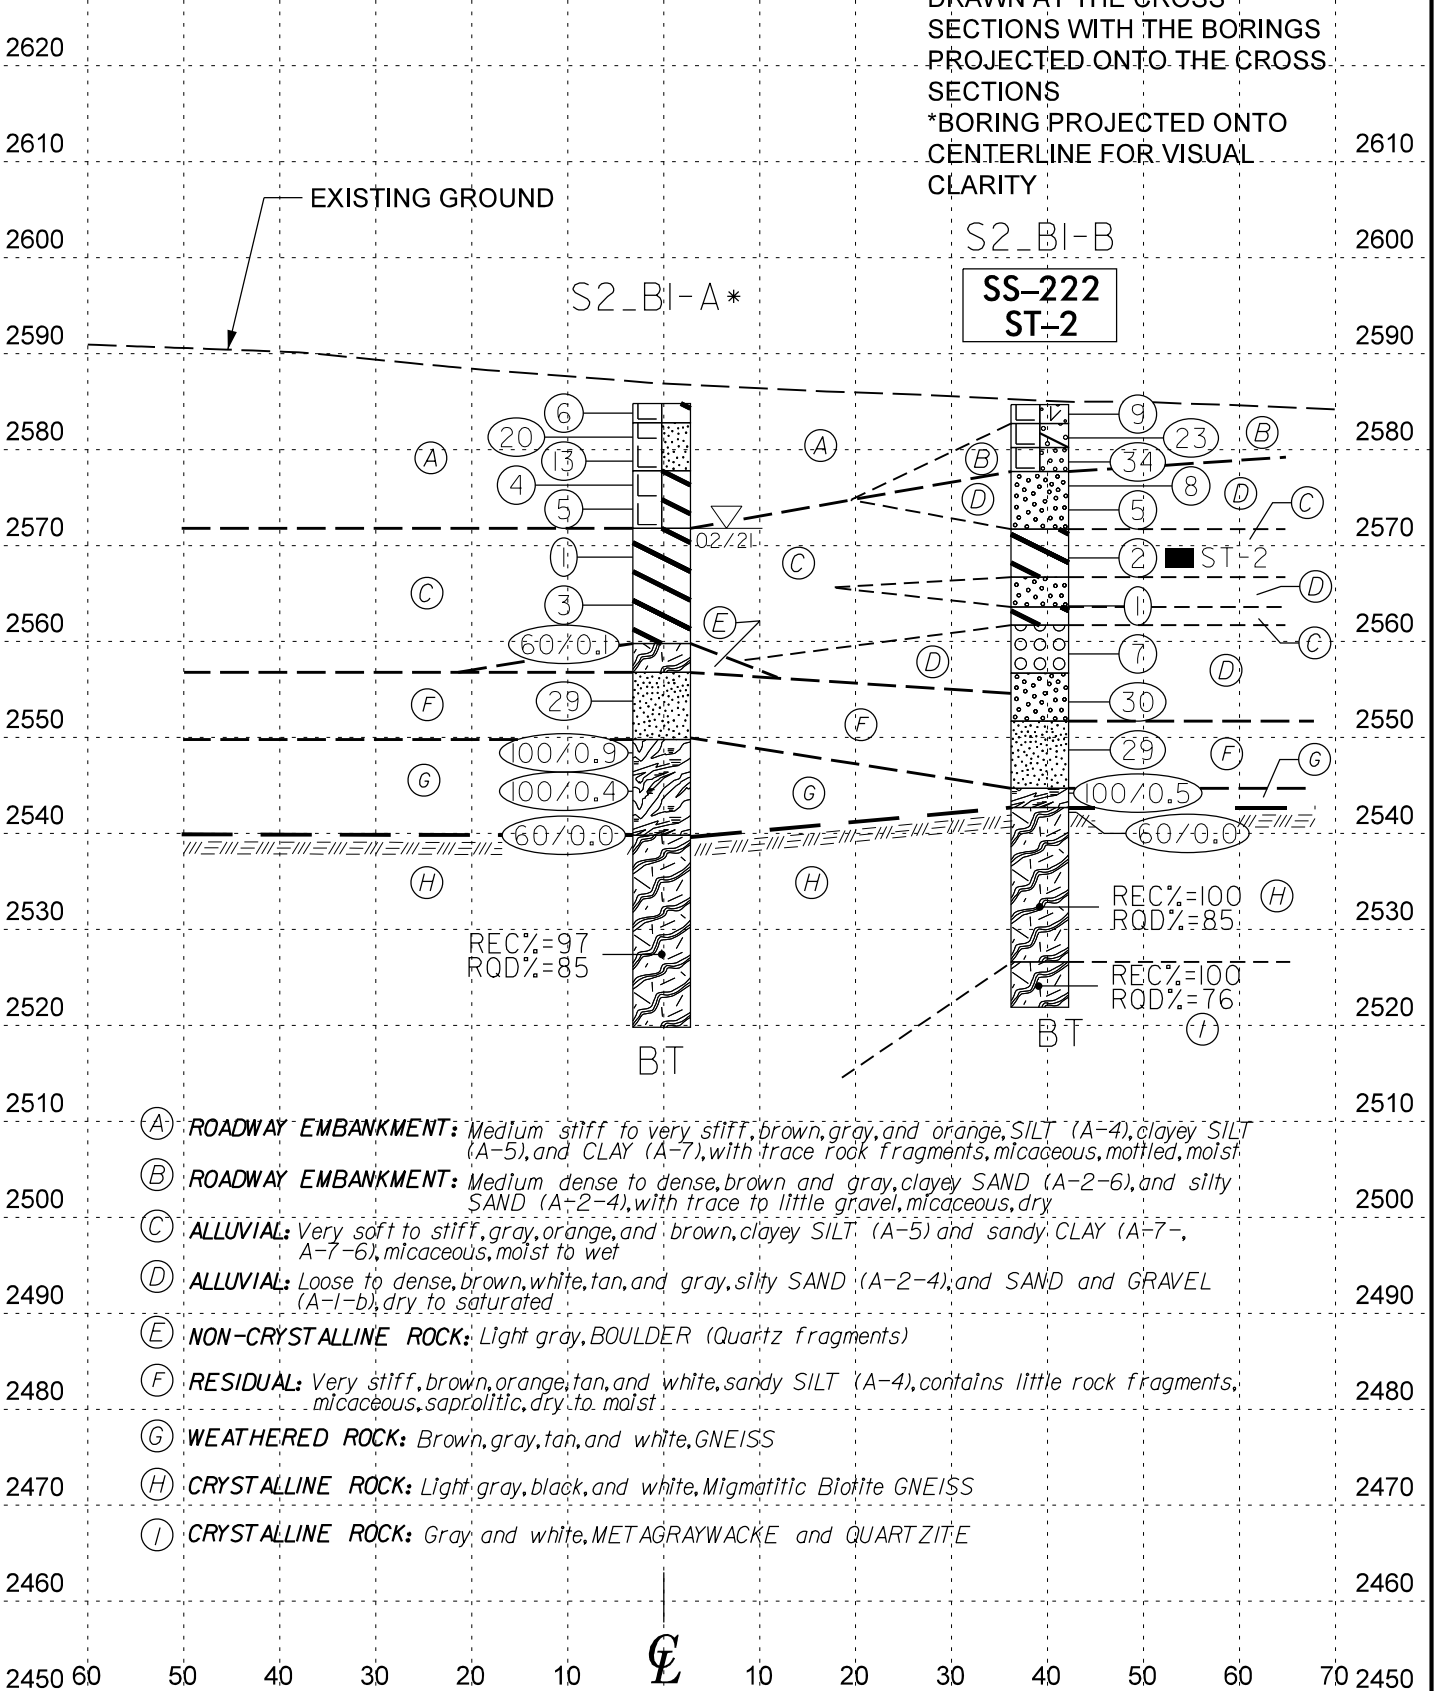 DRAWN AT THE CROSS
SECTIONS WITH THE BORINGS
PROJECTED ONTO THE CROSS
SECTIONS
*BORING PROJECTED ONTO
CENTERLINE FOR VISUAL
CLARITY
2620
2610 2610
EXISTING GROUND
2600 2600
S2_B1-B
SS-222
ST-2
S2_B1-A*
2590 2590
6 9
2580 2580
20 A A 23 B
13 B 34
4 D 8 D C
5 5
2570 2570
02/21
1 C 2 ST-2
C D
3 1
2560 2560
E
60/0.1 C
D 7 D
F 29 30
2550 2550
F
100/0.9 29 F G
G 100/0.4 G 100/0.5
2540 2540
60/0.0 60/0.0
H H
REC%=100 H
RQD%=85
2530 2530
REC%=97
RQD%=85
REC%=100
RQD%=76
2520 2520
BT I
BT
2510 2510
A ROADWAY EMBANKMENT: Medium stiff to very stiff, brown, gray, and orange, SILT (A-4), clayey SILT
(A-5), and CLAY (A-7), with trace rock fragments, micaceous, mottled, moist
B ROADWAY EMBANKMENT: Medium dense to dense, brown and gray, clayey SAND (A-2-6), and silty
SAND (A-2-4), with trace to little gravel, micaceous, dry
2500 2500
C ALLUVIAL: Very soft to stiff, gray, orange, and brown, clayey SILT (A-5) and sandy CLAY (A-7-,
A-7-6), micaceous, moist to wet
D ALLUVIAL: Loose to dense, brown, white, tan, and gray, silty SAND (A-2-4), and SAND and GRAVEL
(A-1-b), dry to saturated
2490 2490
E NON-CRYSTALLINE ROCK: Light gray, BOULDER (Quartz fragments)
F RESIDUAL: Very stiff, brown, orange, tan, and white, sandy SILT (A-4), contains little rock fragments,
micaceous, saprolitic, dry to moist
2480 2480
G WEATHERED ROCK: Brown, gray, tan, and white, GNEISS
H CRYSTALLINE ROCK: Light gray, black, and white, Migmatitic Biotite GNEISS
2470 2470
I CRYSTALLINE ROCK: Gray and white, METAGRAYWACKE and QUARTZITE
2460 2460
2450 60 50 40 30 20 10 ℄ 10 20 30 40 50 60 70 2450